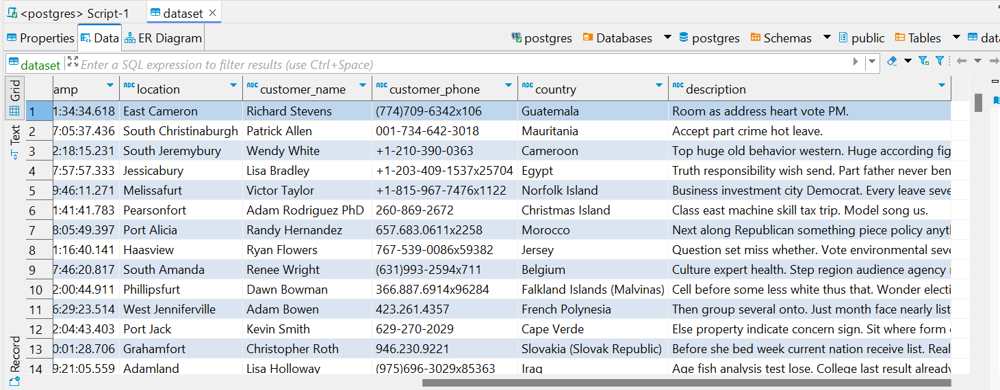 <postgres> Script-1 dataset
Properties Data ER Diagram postgres Databases postgres Schemas public Tables
dataset Enter a SQL expression to filter results (use Ctrl+Space)
amp ABC location ABC customer_name ABC customer_phone ABC country ABC description
1 1:34:34.618 East Cameron Richard Stevens (774)709-6342x106 Guatemala Room as address heart vote PM.
2 7:05:37.436 South Christinaburgh Patrick Allen 001-734-642-3018 Mauritania Accept part crime hot leave.
3 2:18:15.231 South Jeremybury Wendy White +1-210-390-0363 Cameroon Top huge old behavior western. Huge according fig
4 7:57:57.333 Jessicabury Lisa Bradley +1-203-409-1537x25704 Egypt Truth responsibility wish send. Part father never ben
5 9:46:11.271 Melissafurt Victor Taylor +1-815-967-7476x1122 Norfolk Island Business investment city Democrat. Every leave seve
6 1:41:41.783 Pearsonfort Adam Rodriguez PhD 260-869-2672 Christmas Island Class east machine skill tax trip. Model song us.
7 8:05:49.397 Port Alicia Randy Hernandez 657.683.0611x2258 Morocco Next along Republican something piece policy anyt
8 1:16:40.141 Haasview Ryan Flowers 767-539-0086x59382 Jersey Question set miss whether. Vote environmental seve
9 7:46:20.817 South Amanda Renee Wright (631)993-2594x711 Belgium Culture expert health. Step region audience agency
10 2:00:44.911 Phillipsfurt Dawn Bowman 366.887.6914x96284 Falkland Islands (Malvinas) Cell before some less white thus that. Wonder electi
11 6:29:23.514 West Jenniferville Adam Bowen 423.261.4357 French Polynesia Then group several onto. Just month face nearly list
12 2:04:43.403 Port Jack Kevin Smith 629-270-2029 Cape Verde Else property indicate concern sign. Sit where form
13 0:01:28.706 Grahamfort Christopher Roth 946.230.9221 Slovakia (Slovak Republic) Before she bed week current nation receive list. Real
14 9:21:05.559 Adamland Lisa Holloway (975)696-3029x85363 Iraq Age fish analysis test lose. College last result already
Grid
Text
Record